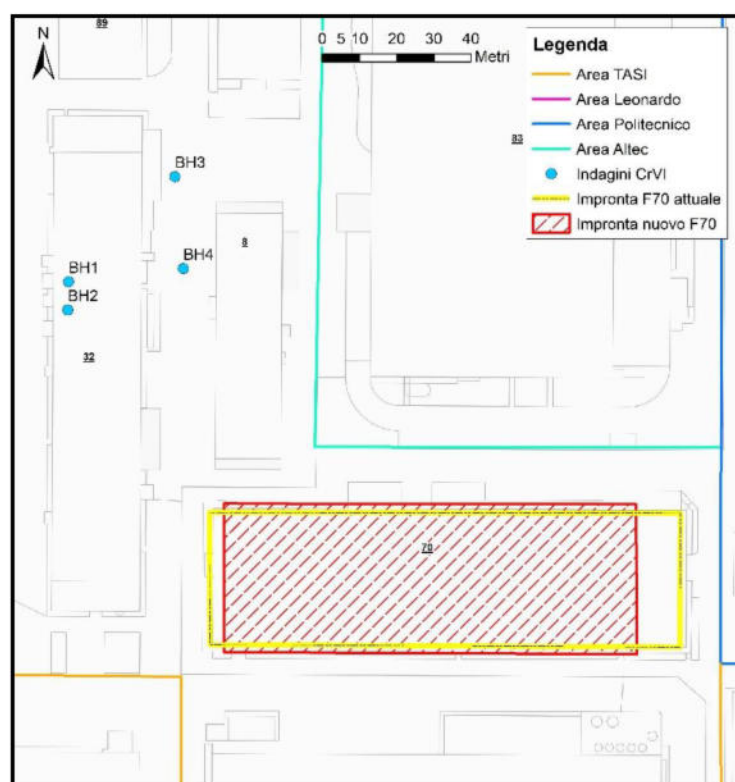 89
N
0 5 10 20 30 40
Metri
Legenda
Area TASI
Area Leonardo
Area Politecnico
Area Altec
Indagini CrVI
Impronta F70 attuale
Impronta nuovo F70
83
BH3
8
BH4
BH1
BH2
32
70